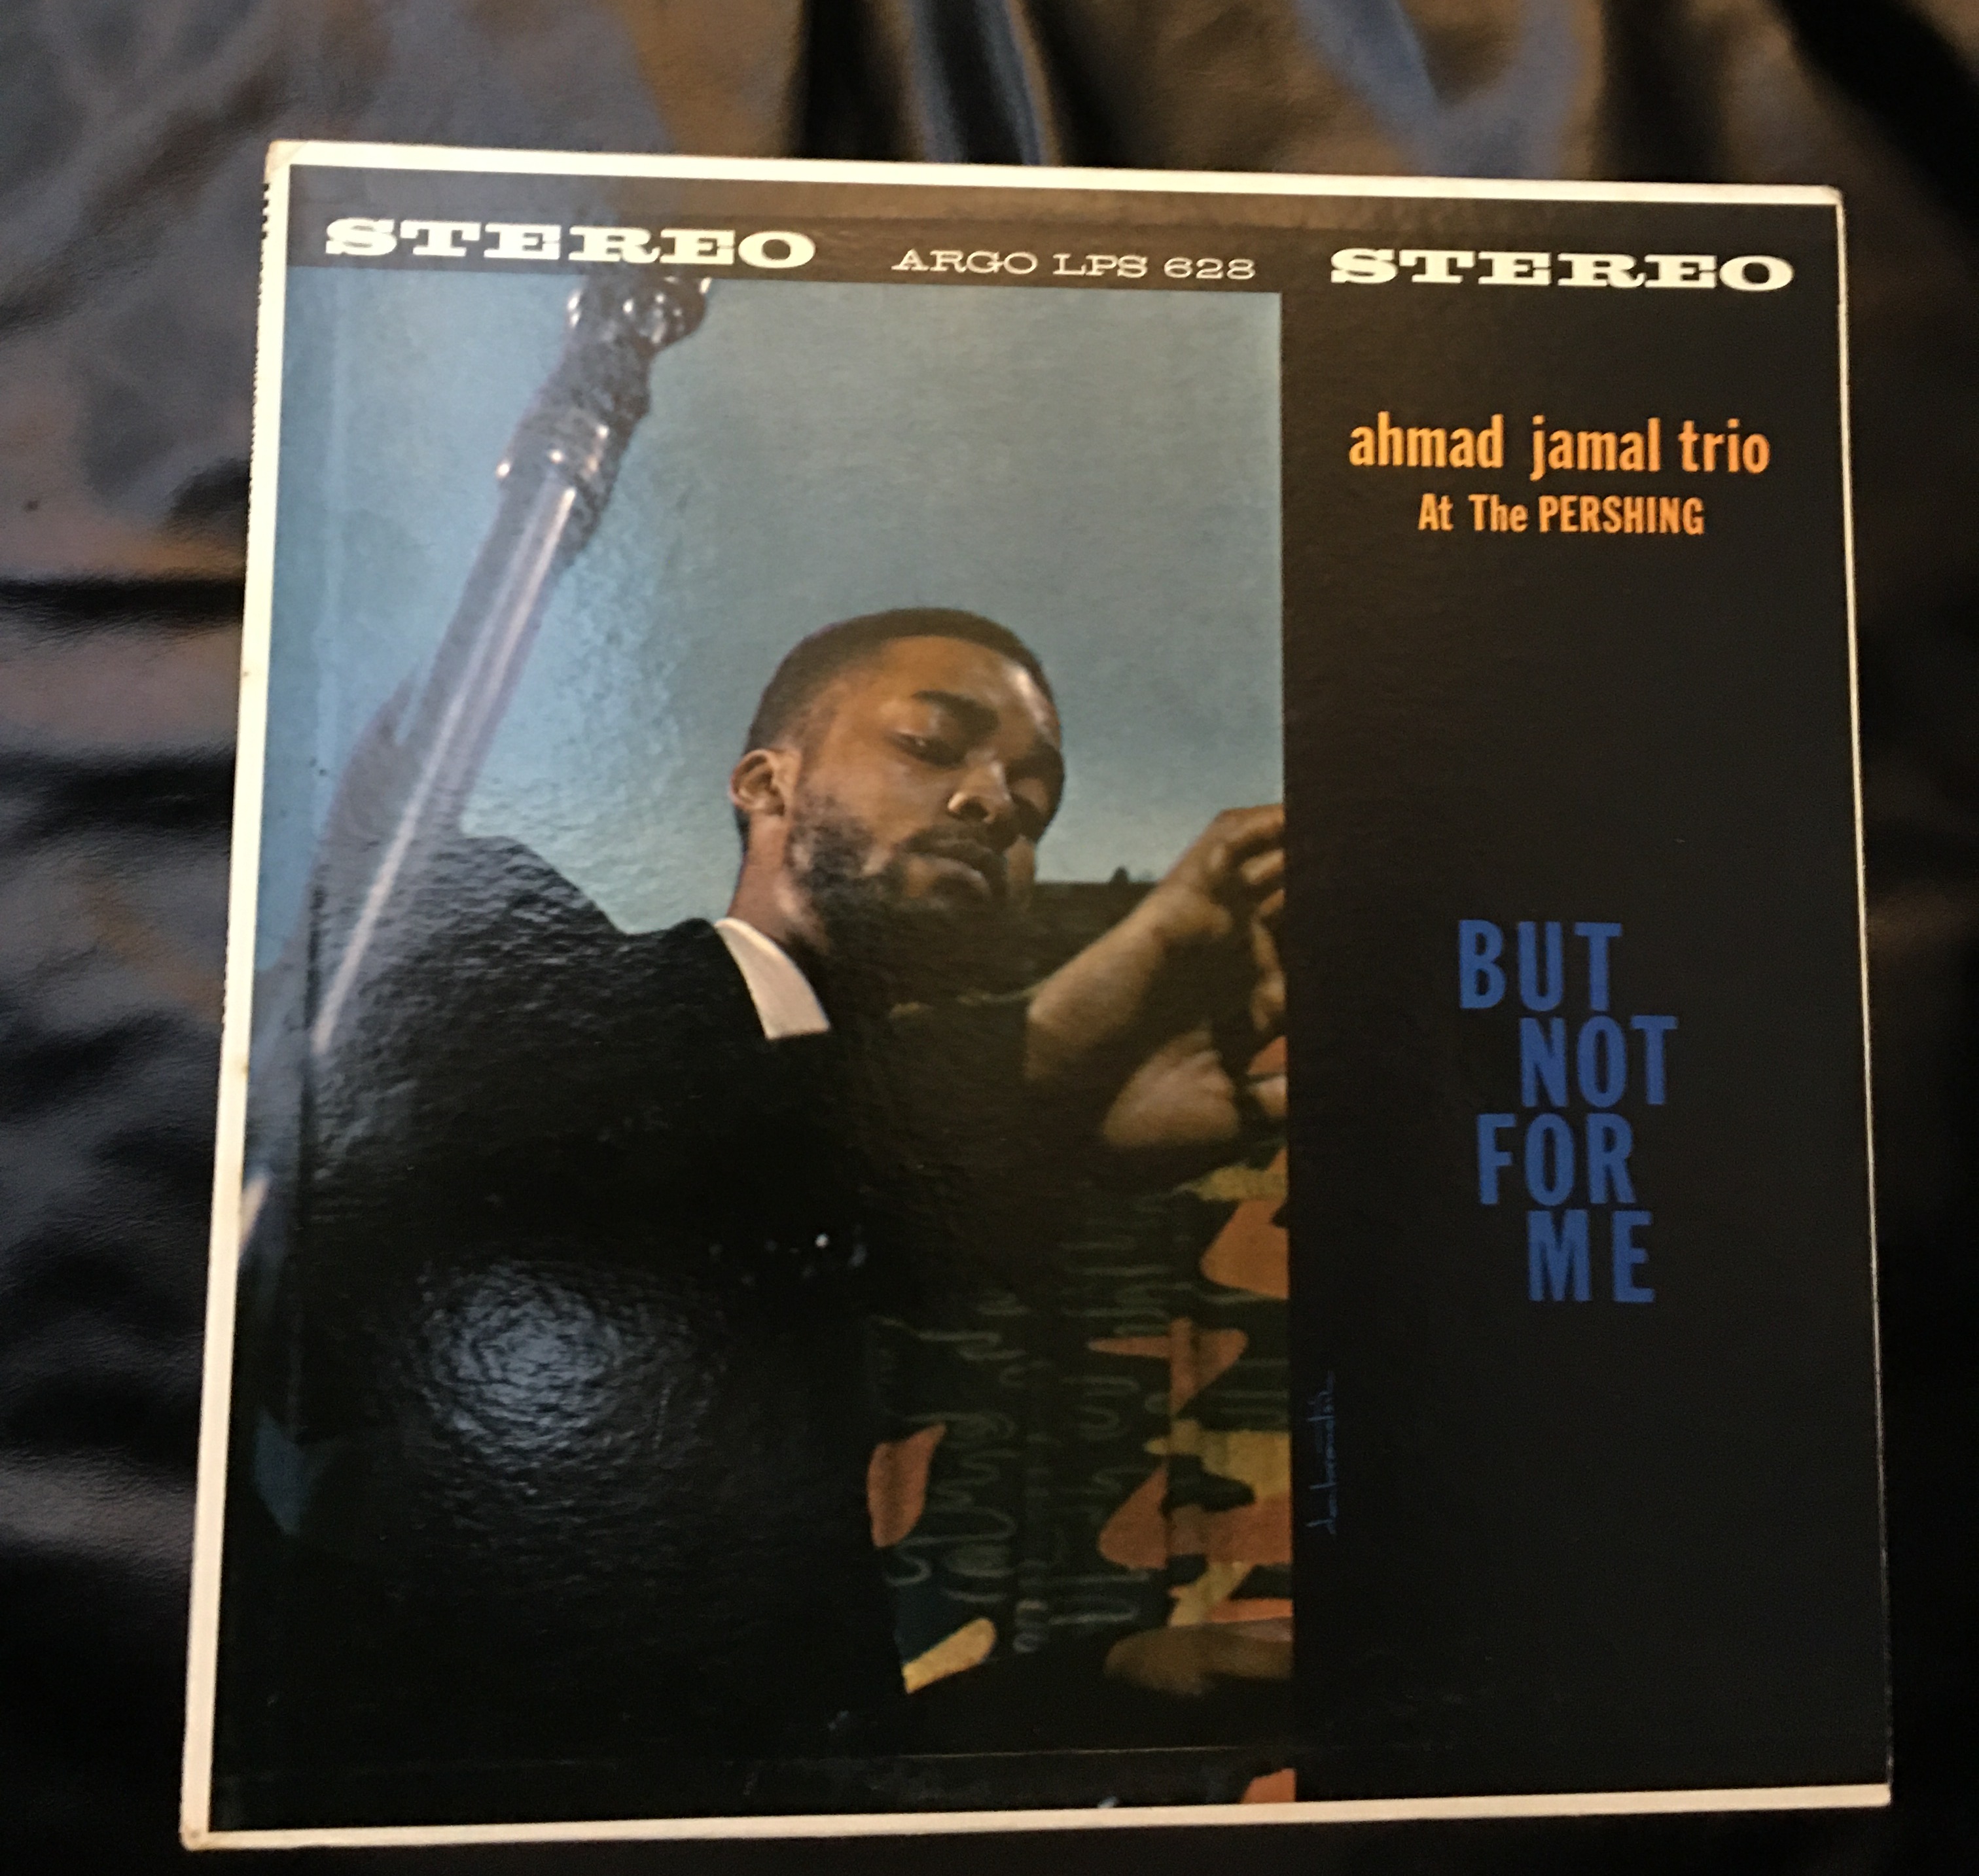 STEREO ARGO LPS 628 STEREO
ahmad jamal trio
At The PERSHING
BUT
NOT
FOR
ME